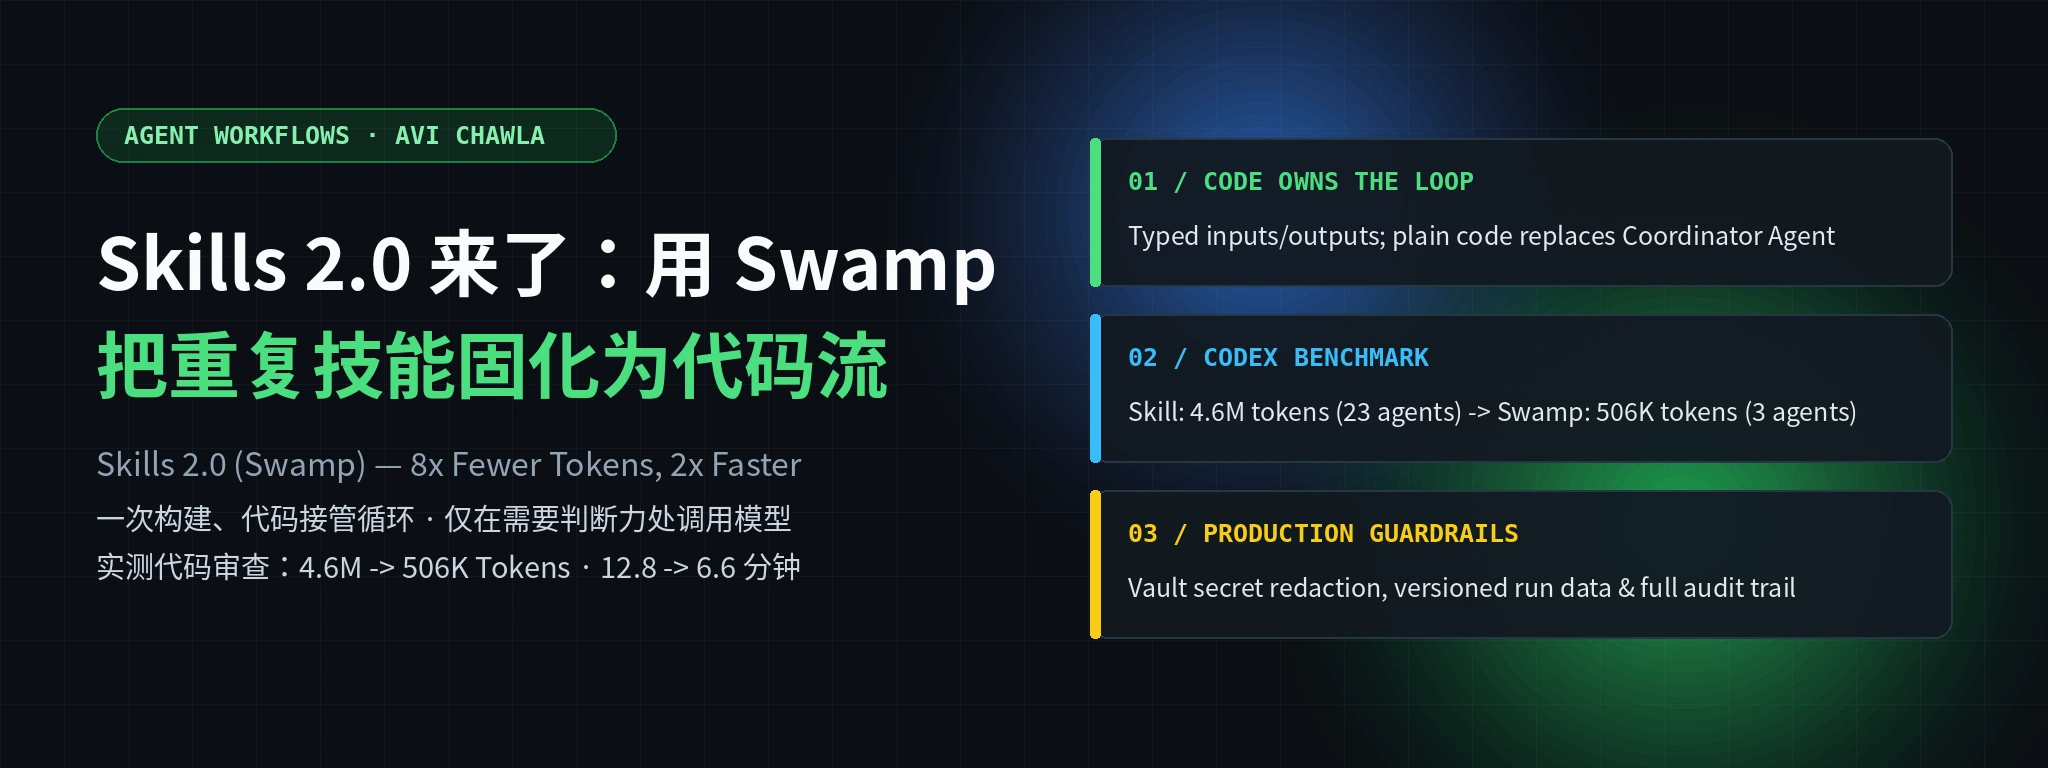 AGENT WORKFLOWS · AVI CHAWLA
Skills 2.0 来了：用 Swamp
把重复技能固化为代码流
Skills 2.0 (Swamp) — 8x Fewer Tokens, 2x Faster
一次构建、代码接管循环 · 仅在需要判断力处调用模型
实测代码审查：4.6M -> 506K Tokens · 12.8 -> 6.6 分钟
01 / CODE OWNS THE LOOP
Typed inputs/outputs; plain code replaces Coordinator Agent
02 / CODEX BENCHMARK
Skill: 4.6M tokens (23 agents) -> Swamp: 506K tokens (3 agents)
03 / PRODUCTION GUARDRAILS
Vault secret redaction, versioned run data & full audit trail